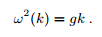 ω²(k) = gk .